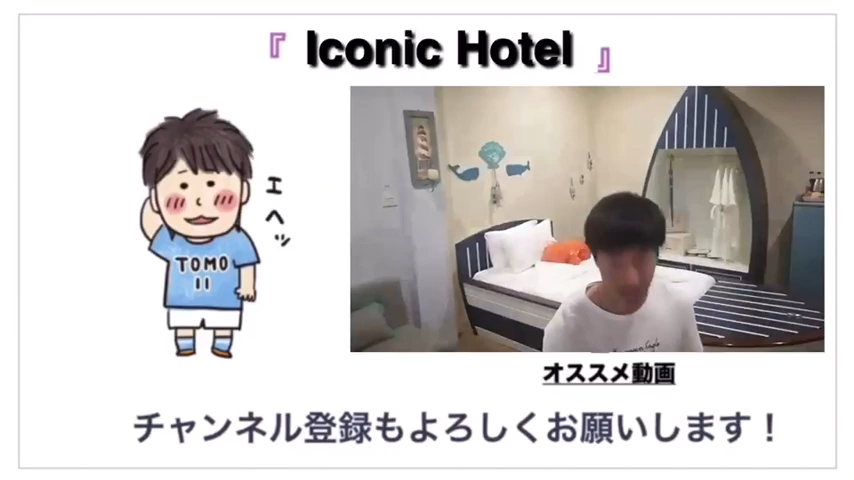 『 Iconic Hotel 』
エヘッ
TOMO
11
オススメ動画
チャンネル登録もよろしくお願いします！